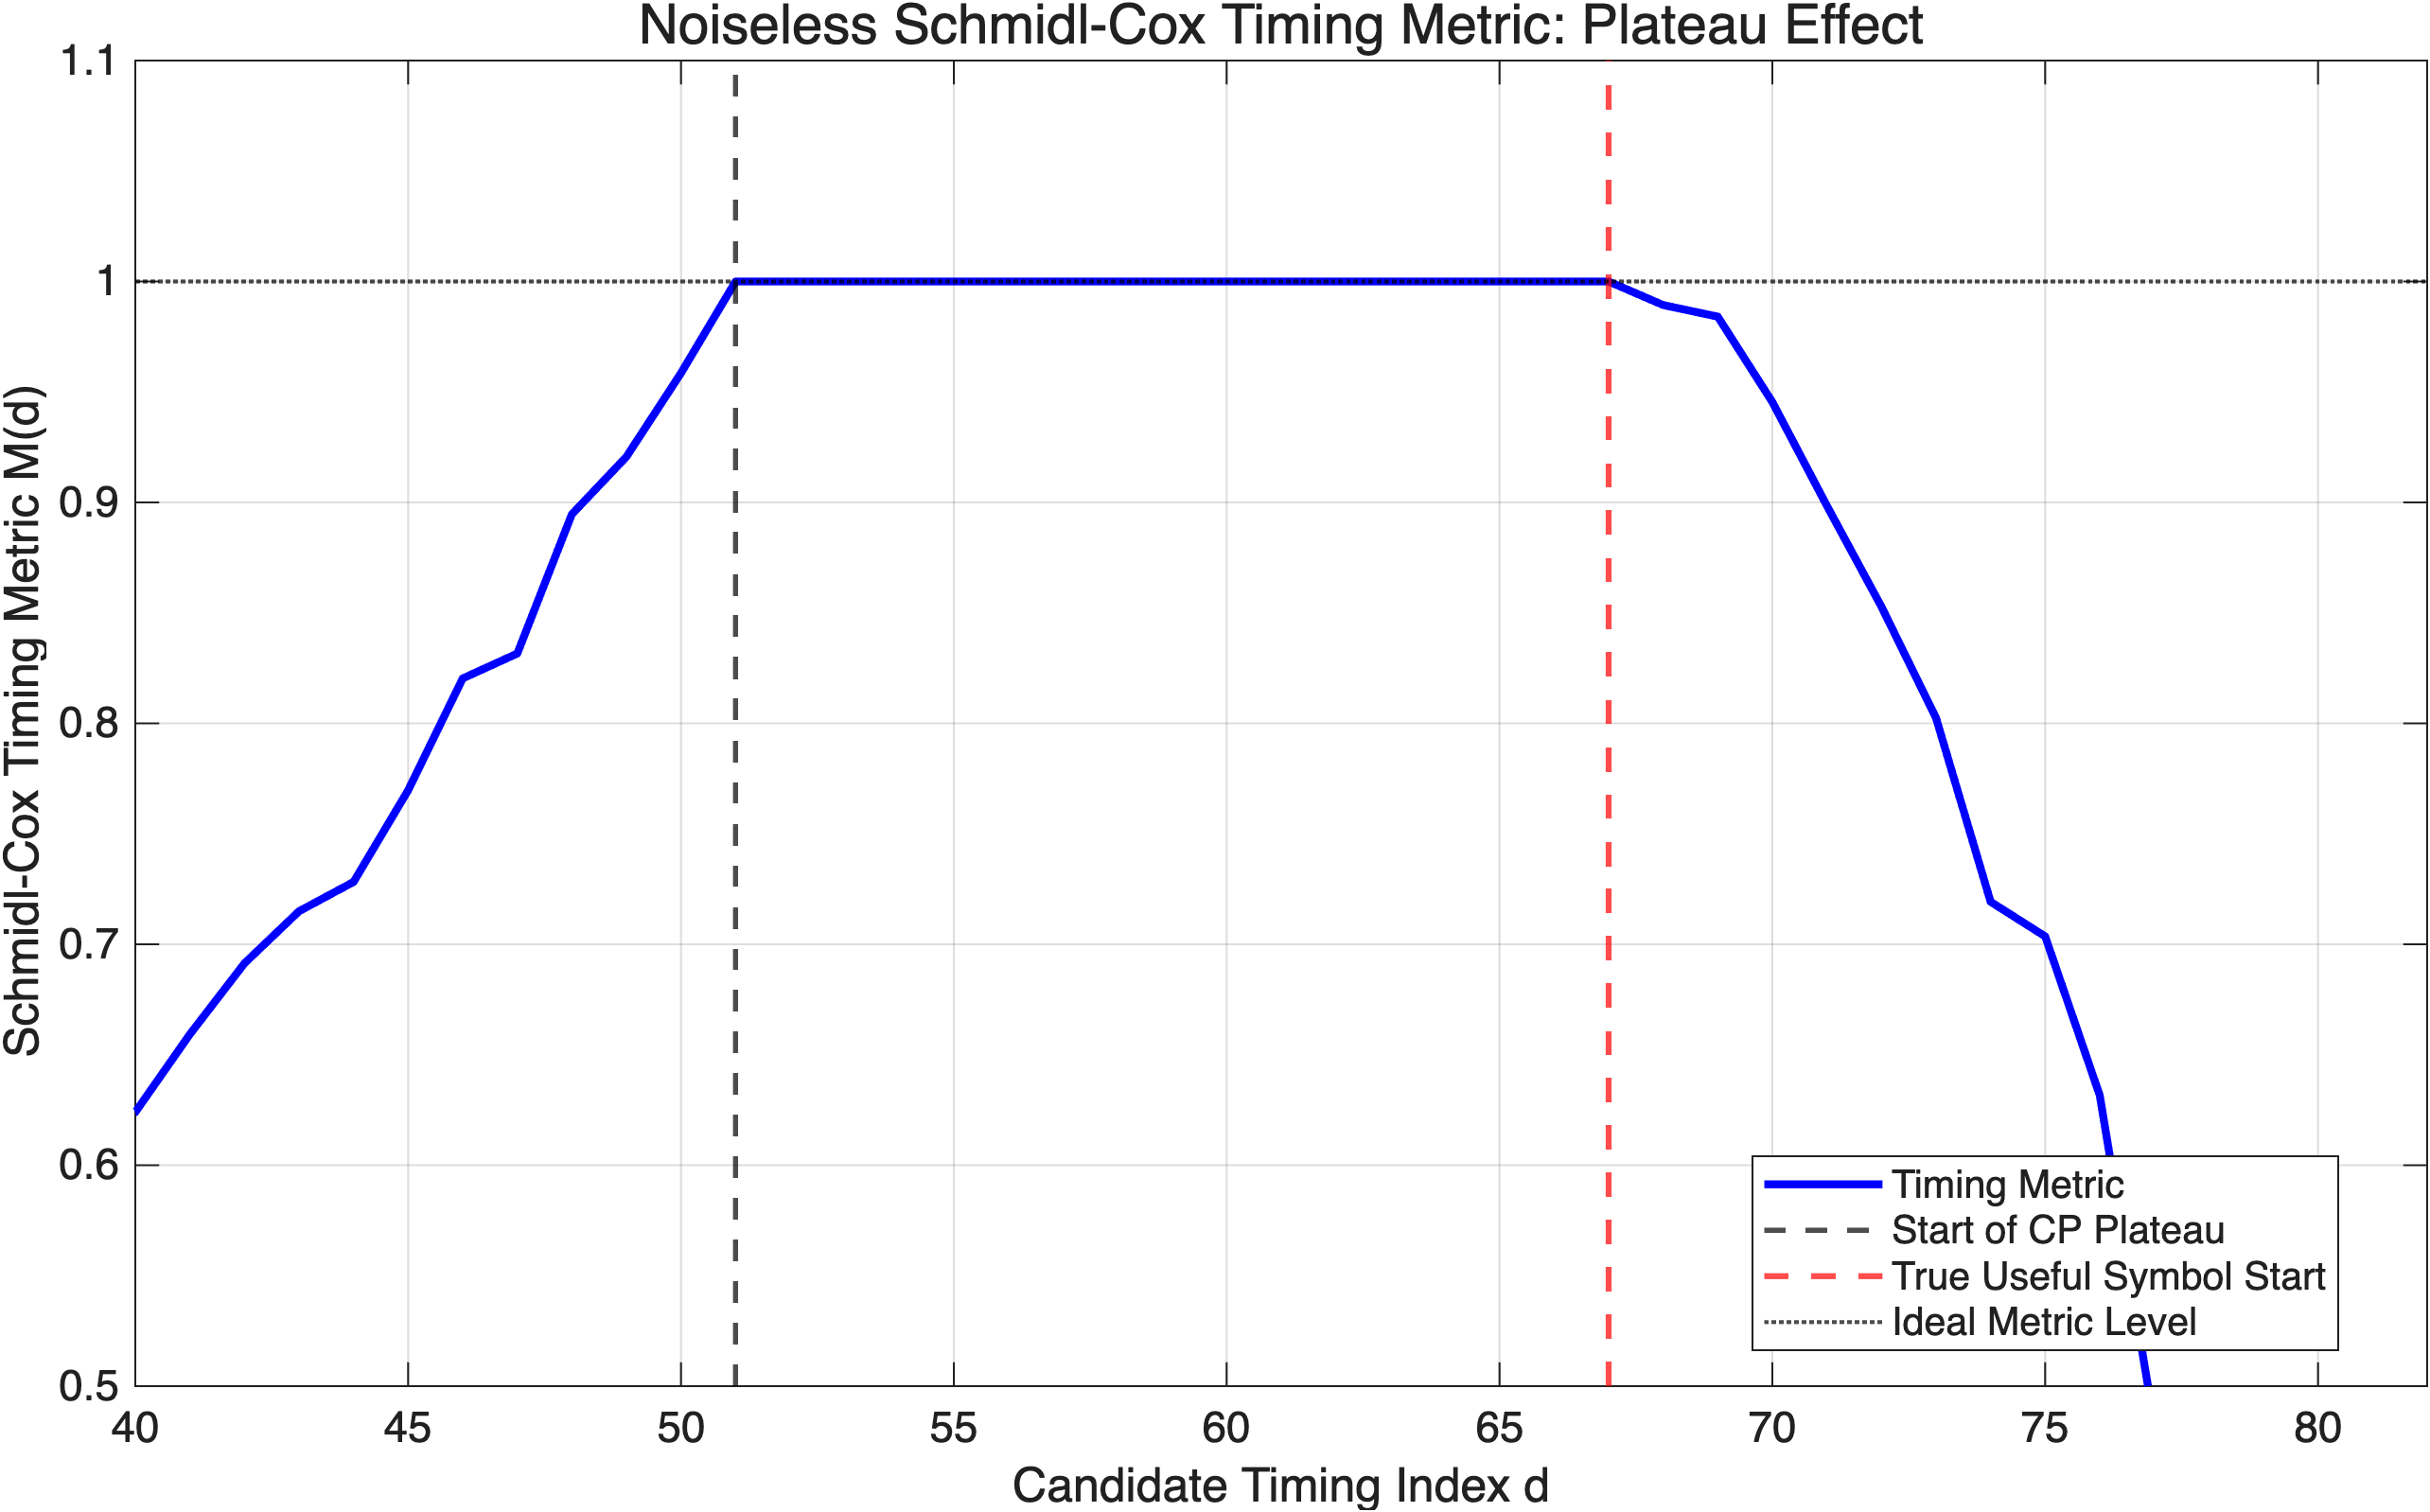 Noiseless Schmidl-Cox Timing Metric: Plateau Effect
Schmidl-Cox Timing Metric M(d)
1.1
1
0.9
0.8
0.7
0.6
0.5
Timing Metric
Start of CP Plateau
True Useful Symbol Start
Ideal Metric Level
40 45 50 55 60 65 70 75 80
Candidate Timing Index d